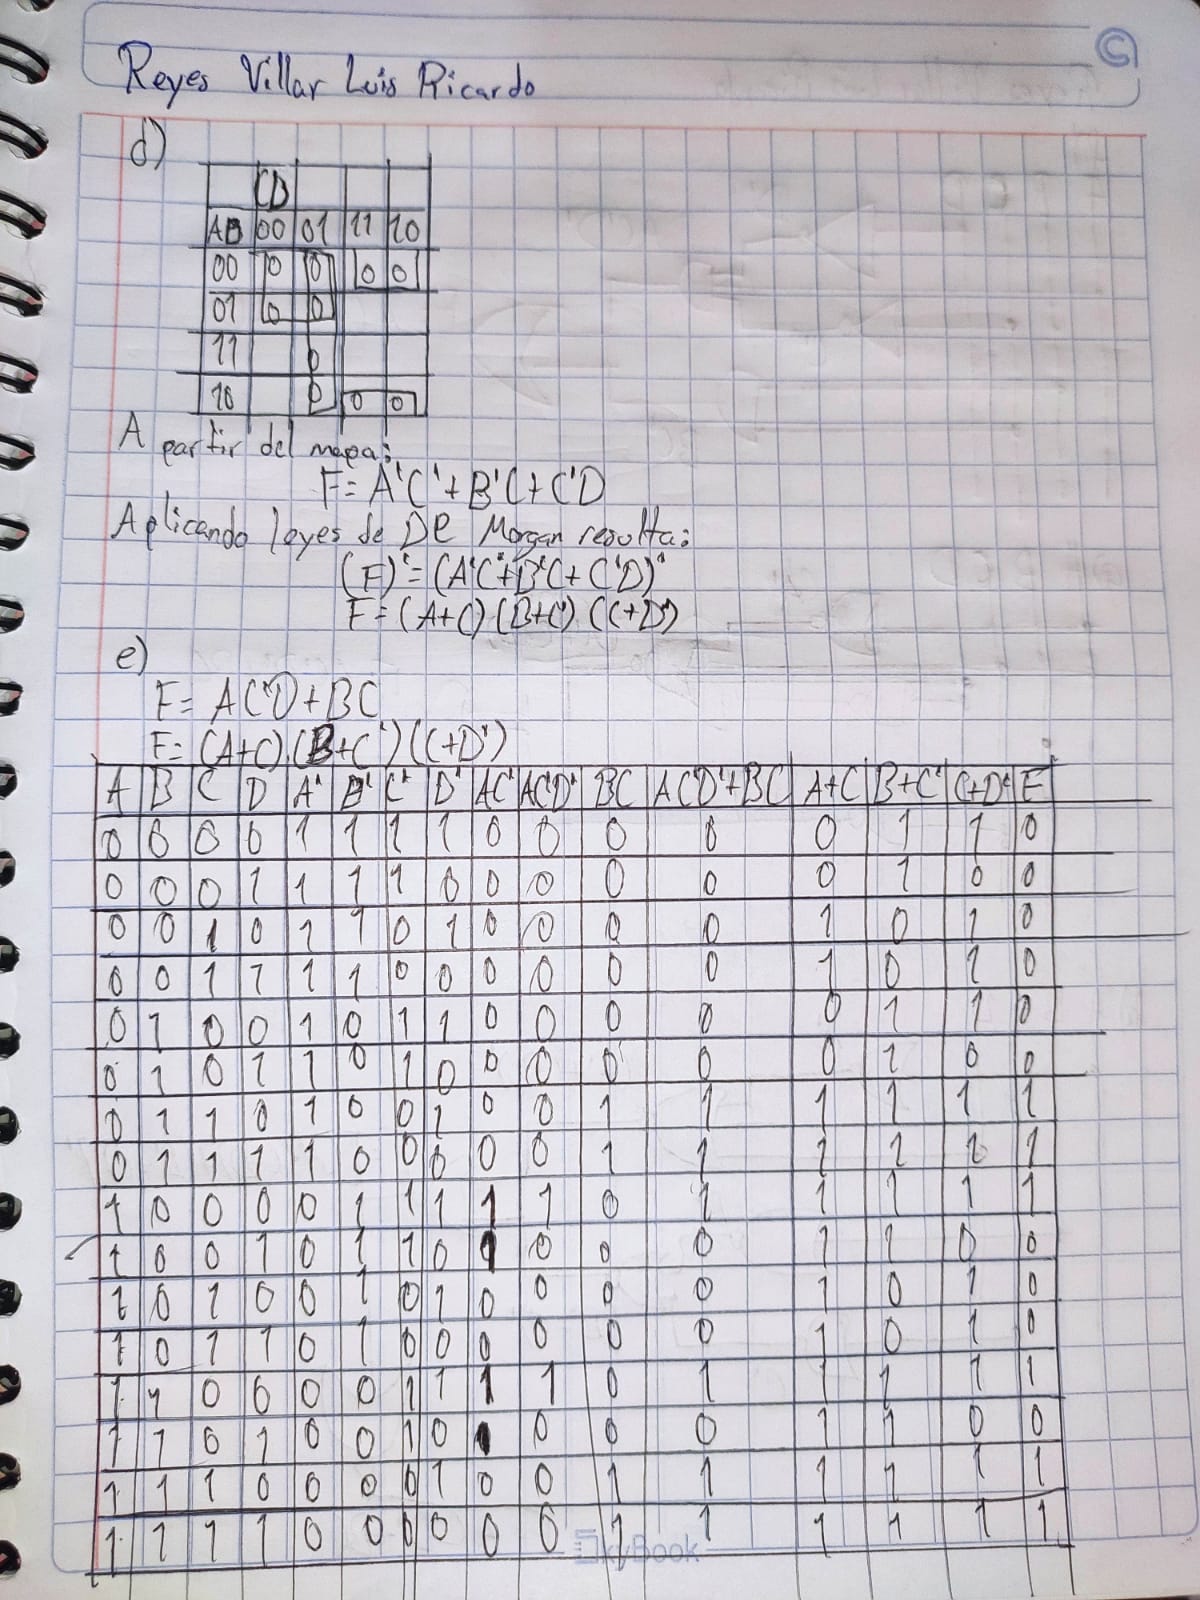 Reyes Villar Luis Ricardo
d)
CD
AB 00 01 11 10
00 0 0 0 0
01 0 0
11 0
10 0 0 0
A partir del mapa:
F= A'C'+B'C+C'D
Aplicando leyes de DE Morgan resulta:
(F)'=(A'C'+B'C+C'D)'
F=(A+C).(B+C').(C+D')
e)
F= AC'D'+BC
F=(A+C).(B+C')(C+D')
A B C D A' B' C' D' AC' AC'D' BC AC'D'+BC A+C B+C' C+D' F
0 0 0 0 1 1 1 1 0 0 0 0 0 1 1 0
0 0 0 1 1 1 1 0 0 0 0 0 0 1 0 0
0 0 1 0 1 1 0 1 0 0 0 0 1 0 1 0
0 0 1 1 1 1 0 0 0 0 0 0 1 0 1 0
0 1 0 0 1 0 1 1 0 0 0 0 0 1 1 0
0 1 0 1 1 0 1 0 0 0 0 0 0 1 0 0
0 1 1 0 1 0 0 1 0 0 1 1 1 1 1 1
0 1 1 1 1 0 0 0 0 0 1 1 1 1 1 1
1 0 0 0 0 1 1 1 1 1 0 1 1 1 1 1
1 0 0 1 0 1 1 0 1 0 0 0 1 1 0 0
1 0 1 0 0 1 0 1 0 0 0 0 1 0 1 0
1 0 1 1 0 1 0 0 0 0 0 0 1 0 1 0
1 1 0 0 0 0 1 1 1 1 0 1 1 1 1 1
1 1 0 1 0 0 1 0 1 0 0 0 1 1 0 0
1 1 1 0 0 0 0 1 0 0 1 1 1 1 1 1
1 1 1 1 0 0 0 0 0 0 1 1 1 1 1 1
SkyBook